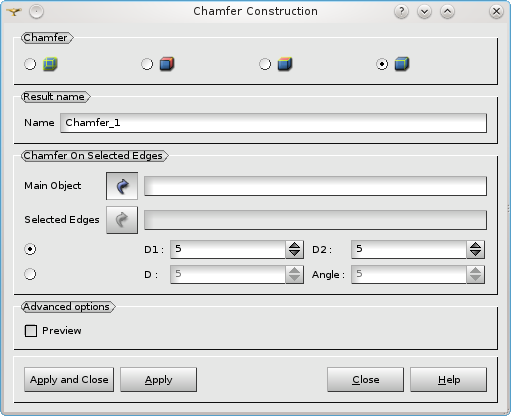 Chamfer Construction
Chamfer
Result name
Name Chamfer_1
Chamfer On Selected Edges
Main Object
Selected Edges
D1 : 5 D2 : 5
D : 5 Angle : 5
Advanced options
Preview
Apply and Close Apply Close Help